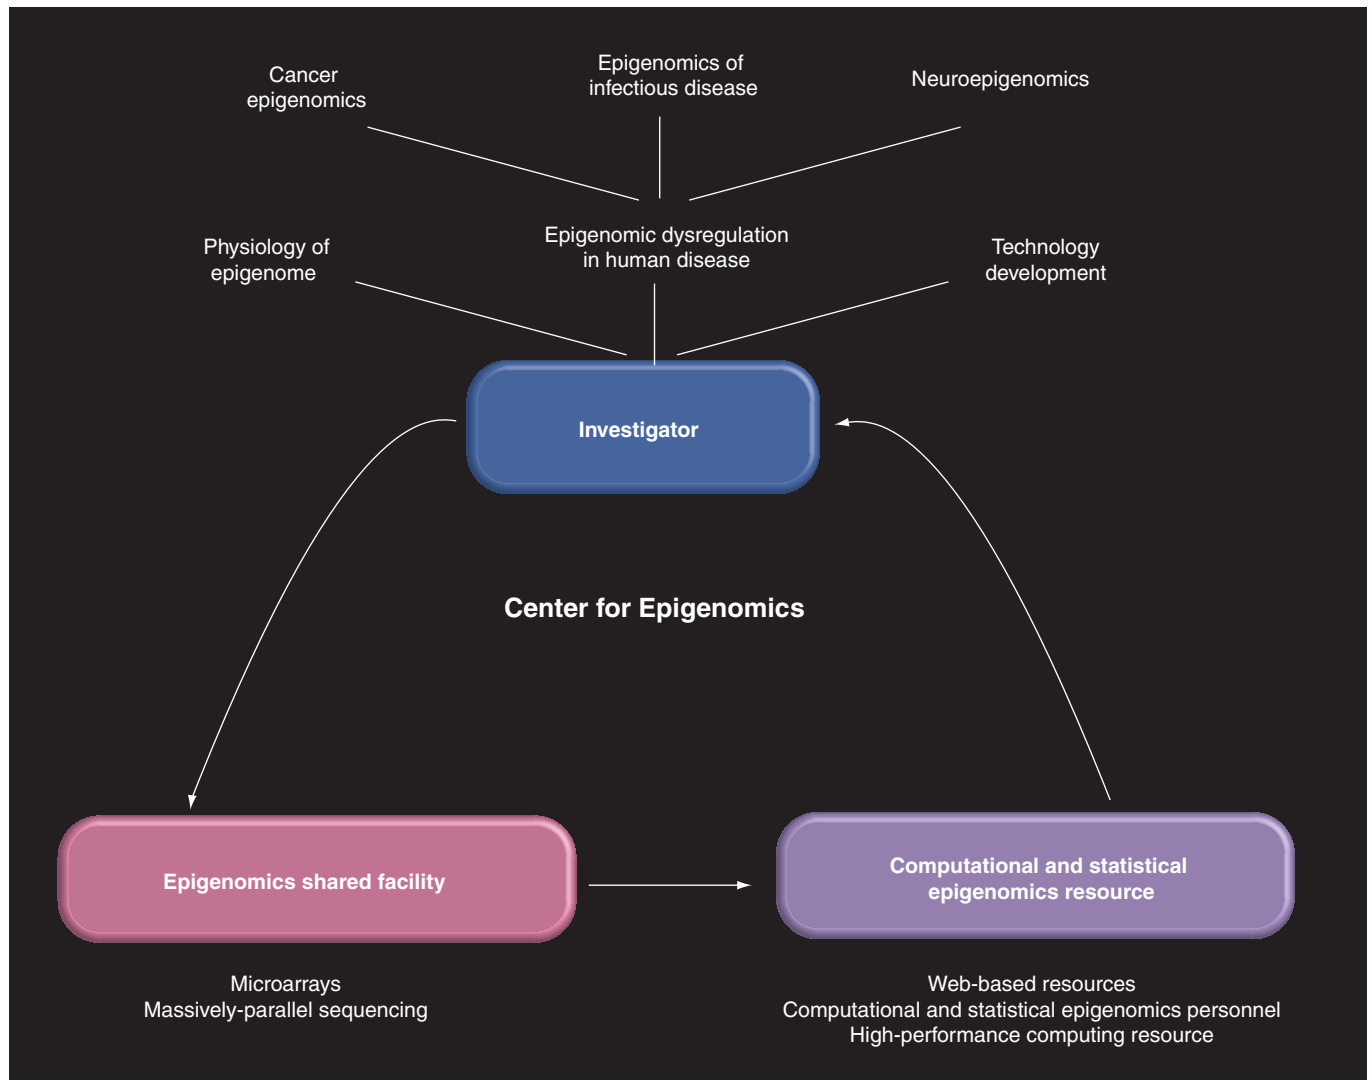 Cancer
epigenomics
Epigenomics of
infectious disease
Neuroepigenomics
Physiology of
epigenome
Epigenomic dysregulation
in human disease
Technology
development
Investigator
Center for Epigenomics
Epigenomics shared facility
Computational and statistical
epigenomics resource
Microarrays
Massively-parallel sequencing
Web-based resources
Computational and statistical epigenomics personnel
High-performance computing resource